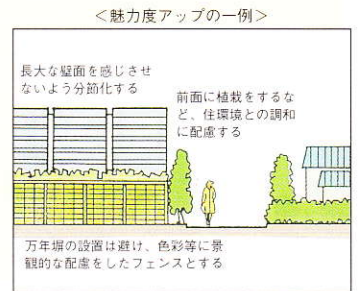 ＜魅力度アップの一例＞
長大な壁面を感じさせ
ないよう分節化する
前面に植栽をするな
ど、住環境との調和
に配慮する
万年塀の設置は避け、色彩等に景
観的な配慮をしたフェンスとする